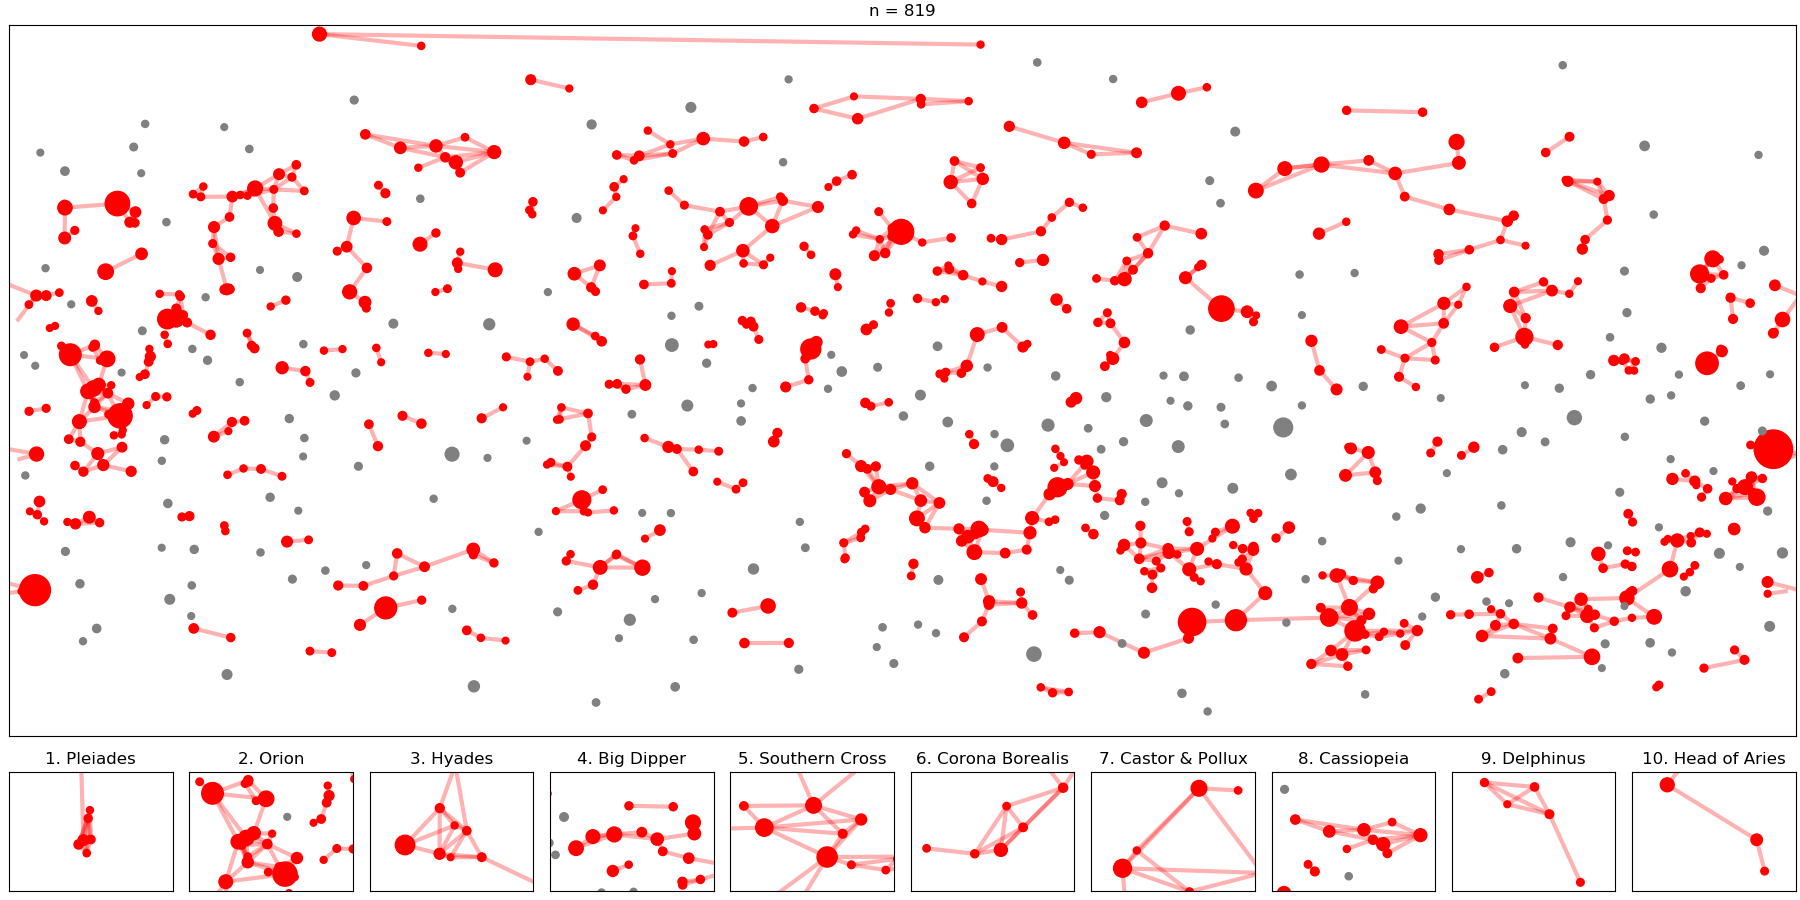 n = 819
1. Pleiades
2. Orion
3. Hyades
4. Big Dipper
5. Southern Cross
6. Corona Borealis
7. Castor & Pollux
8. Cassiopeia
9. Delphinus
10. Head of Aries